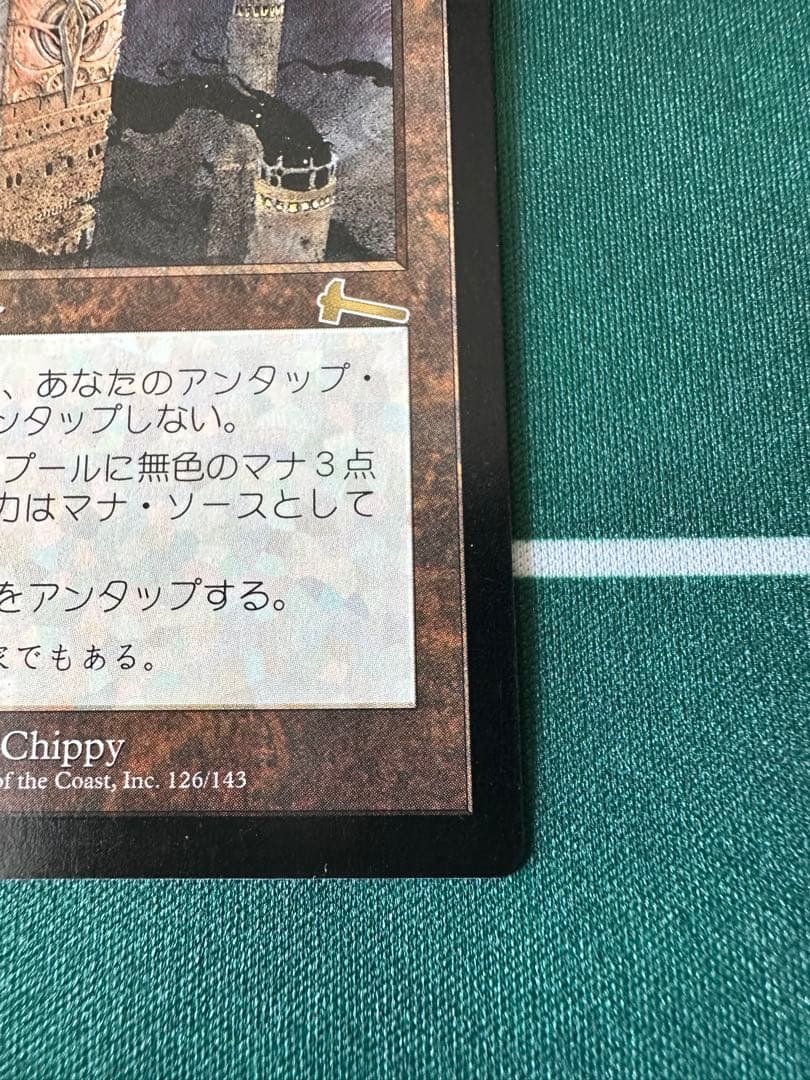 、あなたのアンタップ・
ンタップしない。
プールに無色のマナ３点
力はマナ・ソースとして
をアンタップする。
家でもある。
Chippy
of the Coast, Inc. 126/143